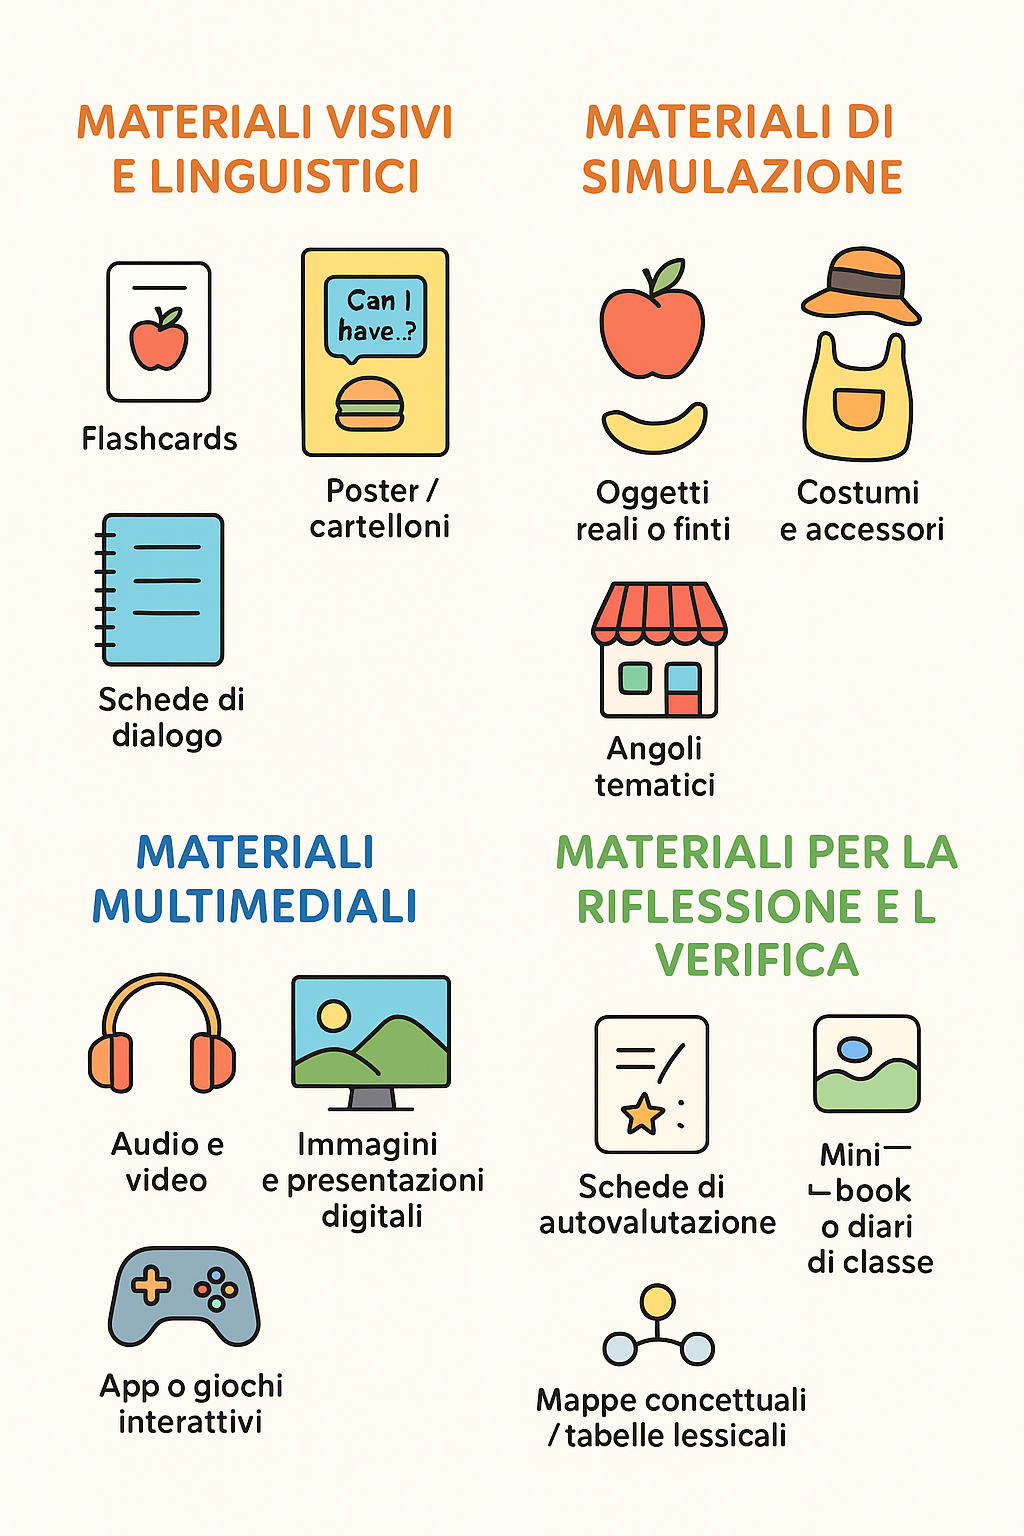 MATERIALI VISIVI
E LINGUISTICI
Can I
have..?
Flashcards
Poster /
cartelloni
Schede di
dialogo
MATERIALI DI
SIMULAZIONE
Oggetti
reali o finti
Costumi
e accessori
Angoli
tematici
MATERIALI
MULTIMEDIALI
Audio e
video
Immagini
e presentazioni
digitali
App o giochi
interattivi
MATERIALI PER LA
RIFLESSIONE E L
VERIFICA
Schede di
autovalutazione
Mini—
–book
o diari
di classe
Mappe concettuali
/ tabelle lessicali